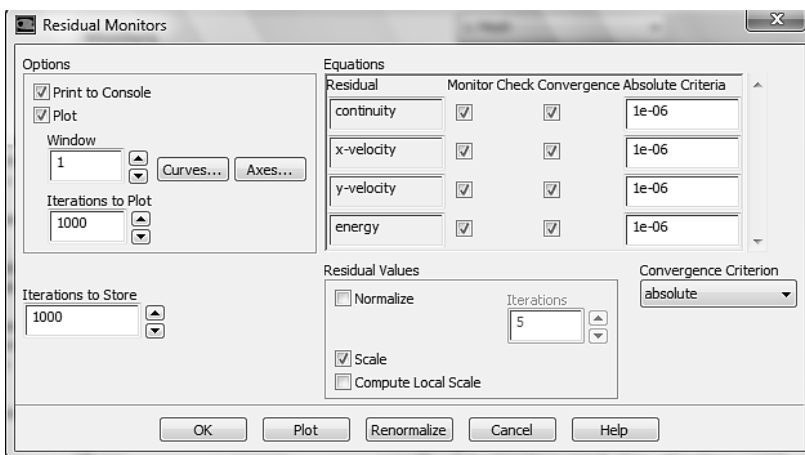 Residual Monitors
Options
Print to Console
Plot
Window
1
Curves...
Axes...
Iterations to Plot
1000
Iterations to Store
1000
Equations
Residual Monitor Check Convergence Absolute Criteria
continuity 1e-06
x-velocity 1e-06
y-velocity 1e-06
energy 1e-06
Residual Values
Normalize
Iterations
5
Scale
Compute Local Scale
Convergence Criterion
absolute
OK Plot Renormalize Cancel Help